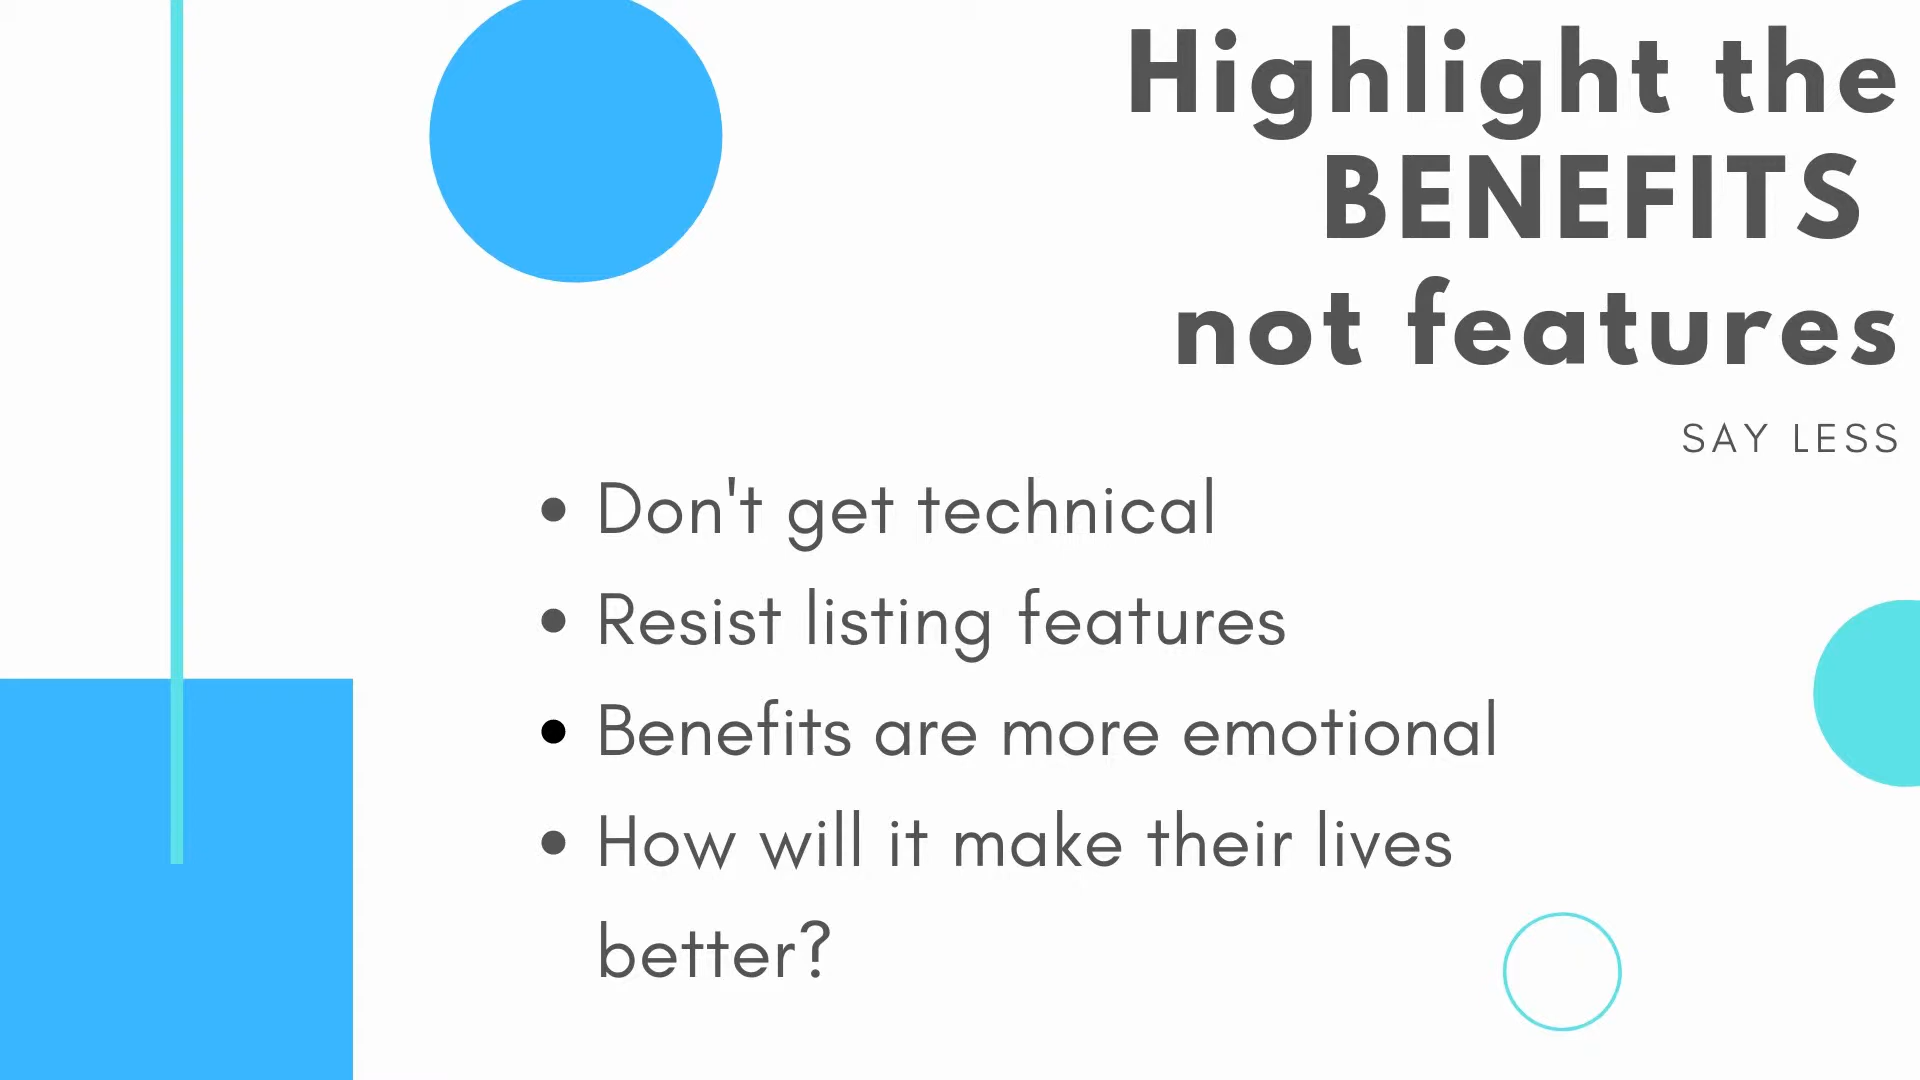 Highlight the
BENEFITS
not features
SAY LESS
• Don't get technical
• Resist listing features
• Benefits are more emotional
• How will it make their lives
better?